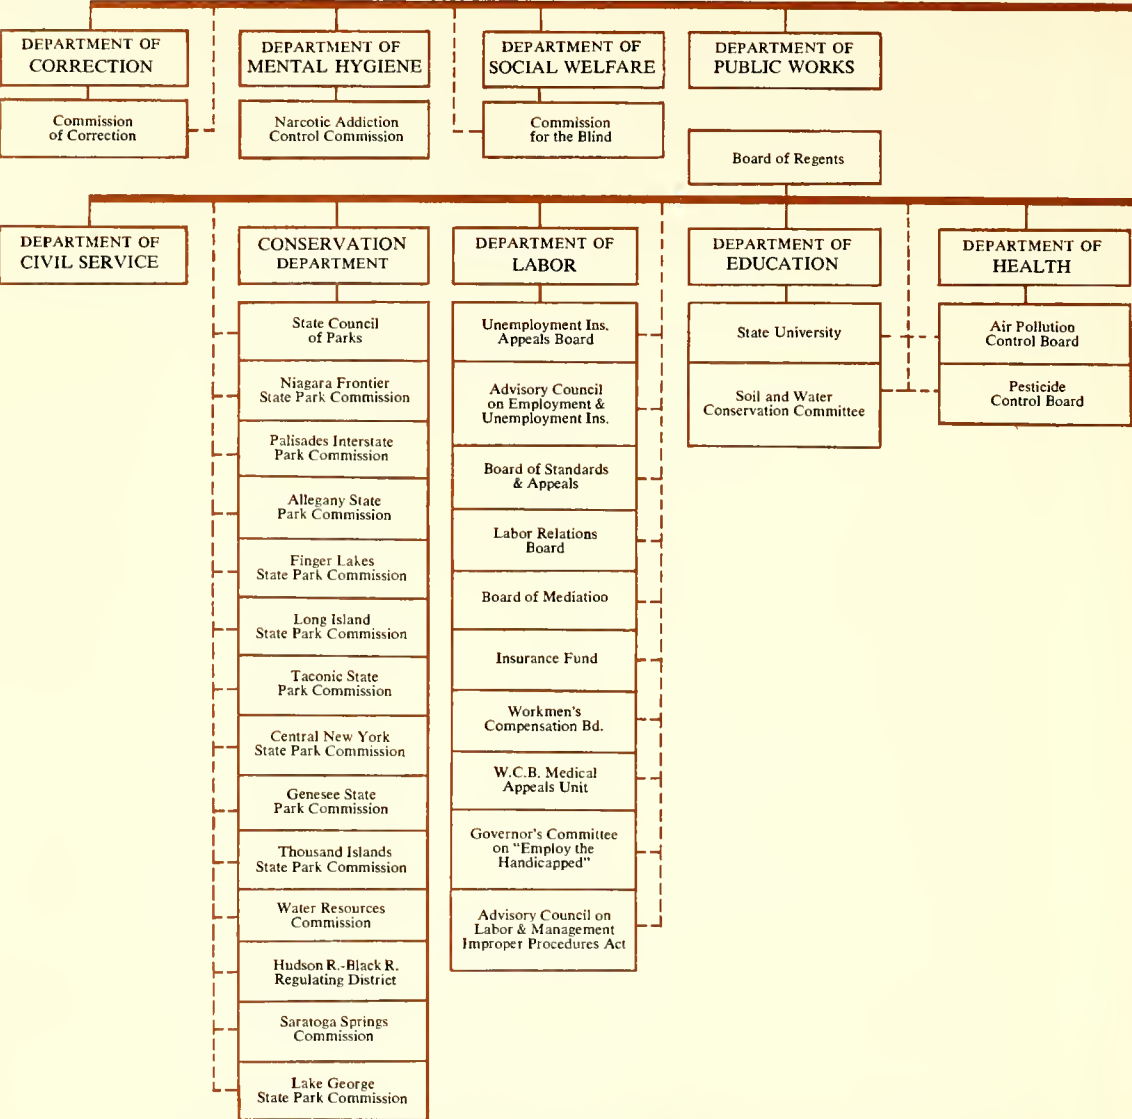 DEPARTMENT OF
CORRECTION
Commission
of Correction
DEPARTMENT OF
MENTAL HYGIENE
Narcotic Addiction
Control Commission
DEPARTMENT OF
SOCIAL WELFARE
Commission
for the Blind
DEPARTMENT OF
PUBLIC WORKS
Board of Regents
DEPARTMENT OF
CIVIL SERVICE
CONSERVATION
DEPARTMENT
State Council
of Parks
Niagara Frontier
State Park Commission
Palisades Interstate
Park Commission
Allegany State
Park Commission
Finger Lakes
State Park Commission
Long Island
State Park Commission
Taconic State
Park Commission
Central New York
State Park Commission
Genesee State
Park Commission
Thousand Islands
State Park Commission
Water Resources
Commission
Hudson R.-Black R.
Regulating District
Saratoga Springs
Commission
Lake George
State Park Commission
DEPARTMENT OF
LABOR
Unemployment Ins.
Appeals Board
Advisory Council
on Employment &
Unemployment Ins.
Board of Standards
& Appeals
Labor Relations
Board
Board of Mediation
Insurance Fund
Workmen's
Compensation Bd.
W.C.B. Medical
Appeals Unit
Governor's Committee
on "Employ the
Handicapped"
Advisory Council on
Labor & Management
Improper Procedures Act
DEPARTMENT OF
EDUCATION
State University
Soil and Water
Conservation Committee
DEPARTMENT OF
HEALTH
Air Pollution
Control Board
Pesticide
Control Board